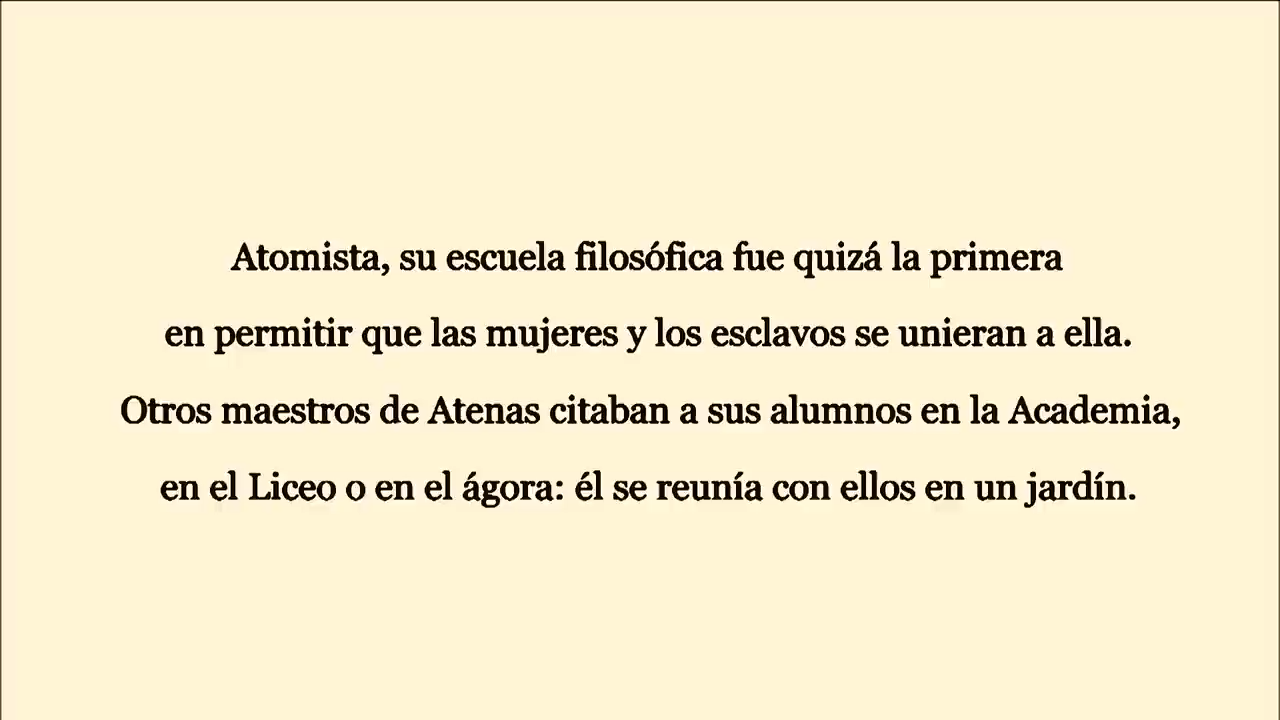 Atomista, su escuela filosófica fue quizá la primera
en permitir que las mujeres y los esclavos se unieran a ella.
Otros maestros de Atenas citaban a sus alumnos en la Academia,
en el Liceo o en el ágora: él se reunía con ellos en un jardín.